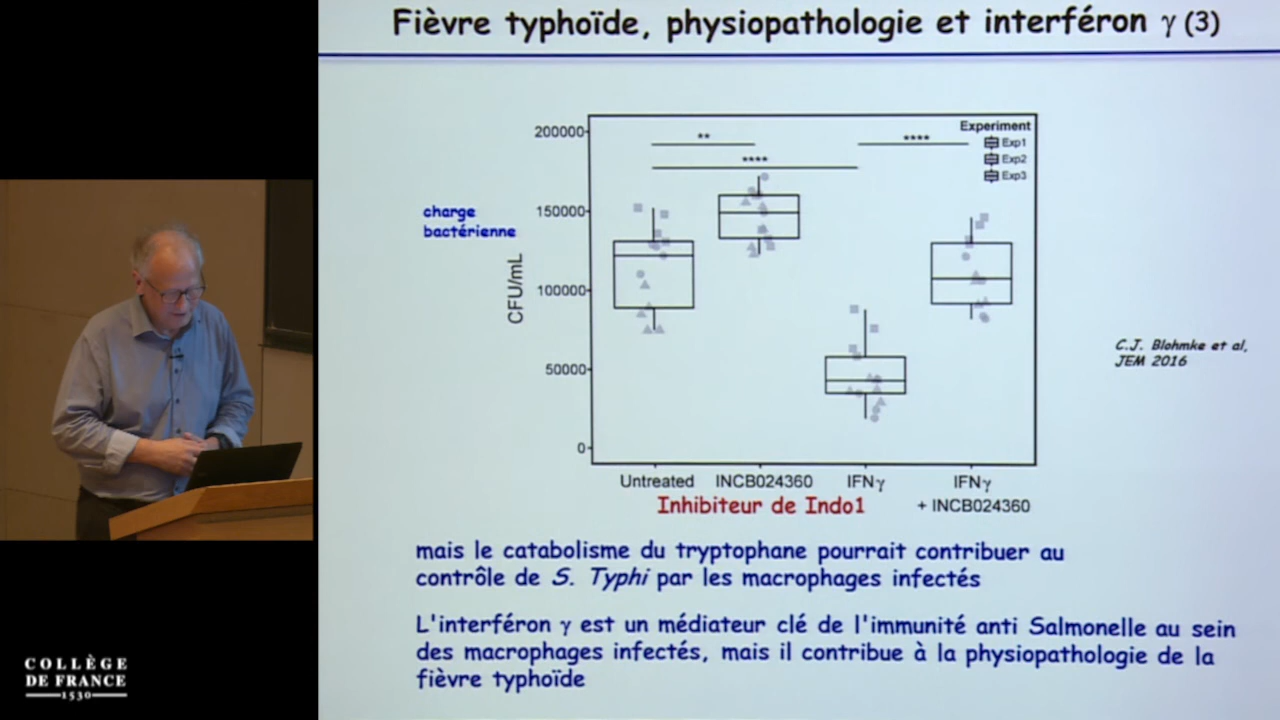 Fièvre typhoïde, physiopathologie et interféron γ (3)
Experiment
Exp1
Exp2
Exp3
**
****
****
200000
150000
100000
50000
0
charge
bactérienne
CFU/mL
C.J. Blohmke et al,
JEM 2016
Untreated INCB024360 IFNγ IFNγ
+ INCB024360
Inhibiteur de Indo1
mais le catabolisme du tryptophane pourrait contribuer au
contrôle de S. Typhi par les macrophages infectés
L'interféron γ est un médiateur clé de l'immunité anti Salmonelle au sein
des macrophages infectés, mais il contribue à la physiopathologie de la
fièvre typhoïde
COLLÈGE
DE FRANCE
1530